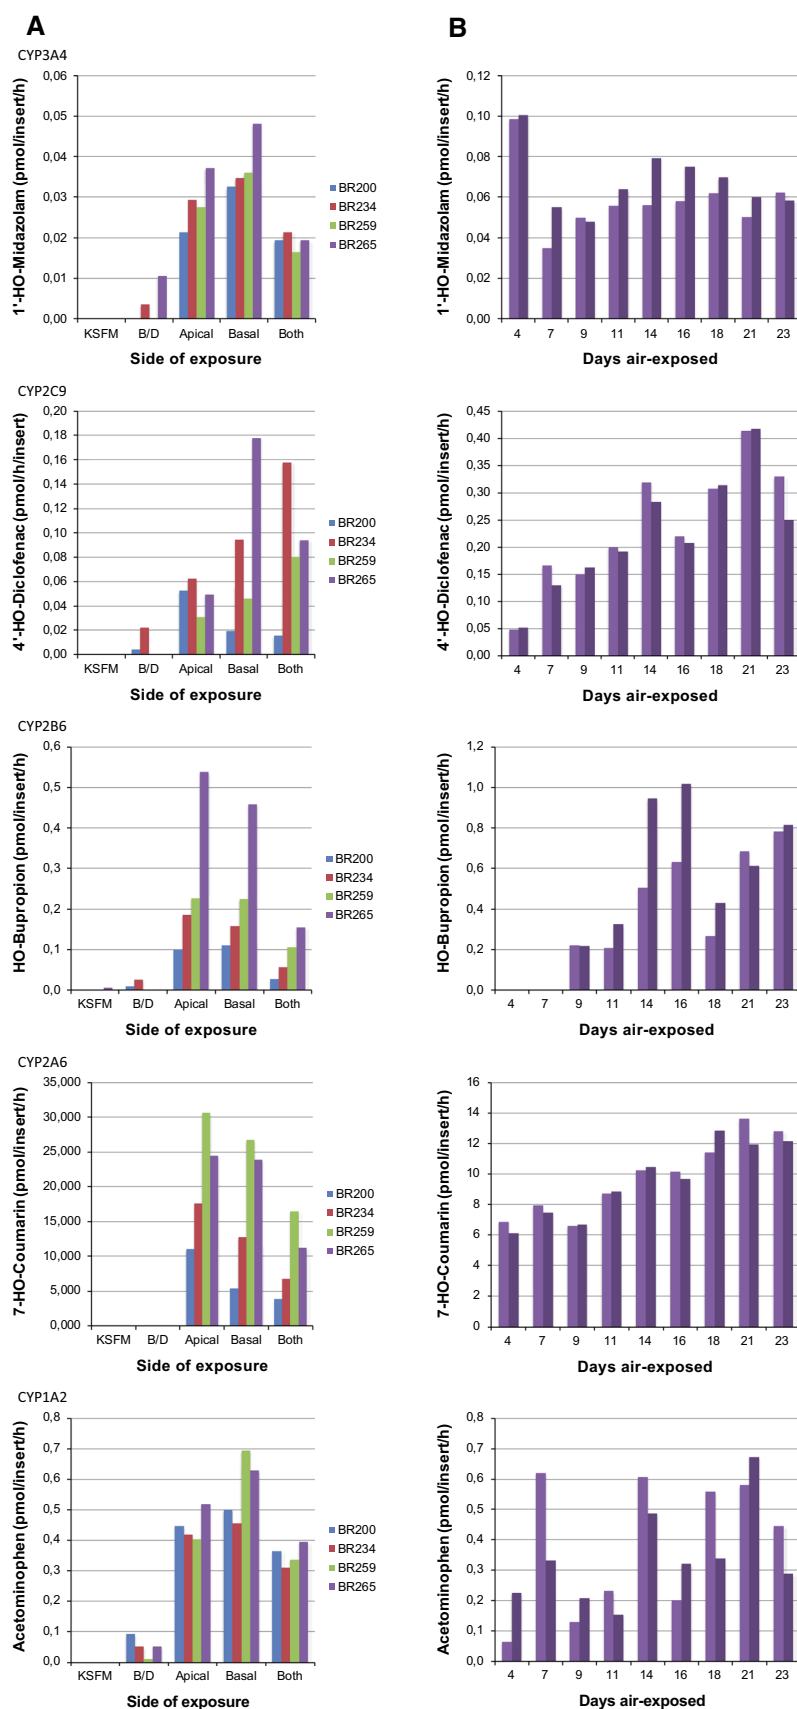 A
B
CYP3A4
1'-HO-Midazolam (pmol/insert/h)
0,06
0,05
0,04
0,03
0,02
0,01
0,00
KSFM B/D Apical Basal Both
Side of exposure
BR200
BR234
BR259
BR265
0,12
0,10
0,08
0,06
0,04
0,02
0,00
4 7 9 11 14 16 18 21 23
Days air-exposed
CYP2C9
4'-HO-Diclofenac (pmol/h/insert)
0,20
0,18
0,16
0,14
0,12
0,10
0,08
0,06
0,04
0,02
0,00
KSFM B/D Apical Basal Both
Side of exposure
BR200
BR234
BR259
BR265
4'-HO-Diclofenac (pmol/insert/h)
0,45
0,40
0,35
0,30
0,25
0,20
0,15
0,10
0,05
0,00
4 7 9 11 14 16 18 21 23
Days air-exposed
CYP2B6
HO-Bupropion (pmol/insert/h)
0,6
0,5
0,4
0,3
0,2
0,1
0,0
KSFM B/D Apical Basal Both
Side of exposure
BR200
BR234
BR259
BR265
HO-Bupropion (pmol/insert/h)
1,2
1,0
0,8
0,6
0,4
0,2
0,0
4 7 9 11 14 16 18 21 23
Days air-exposed
CYP2A6
7-HO-Coumarin (pmol/insert/h)
35,000
30,000
25,000
20,000
15,000
10,000
5,000
0,000
KSFM B/D Apical Basal Both
Side of exposure
BR200
BR234
BR259
BR265
7-HO-Coumarin (pmol/insert/h)
16
14
12
10
8
6
4
2
0
4 7 9 11 14 16 18 21 23
Days air-exposed
CYP1A2
Acetominophen (pmol/insert/h)
0,8
0,7
0,6
0,5
0,4
0,3
0,2
0,1
0,0
KSFM B/D Apical Basal Both
Side of exposure
BR200
BR234
BR259
BR265
Acetominophen (pmol/insert/h)
0,8
0,7
0,6
0,5
0,4
0,3
0,2
0,1
0,0
4 7 9 11 14 16 18 21 23
Days air-exposed
1'-HO-Midazolam (pmol/insert/h)